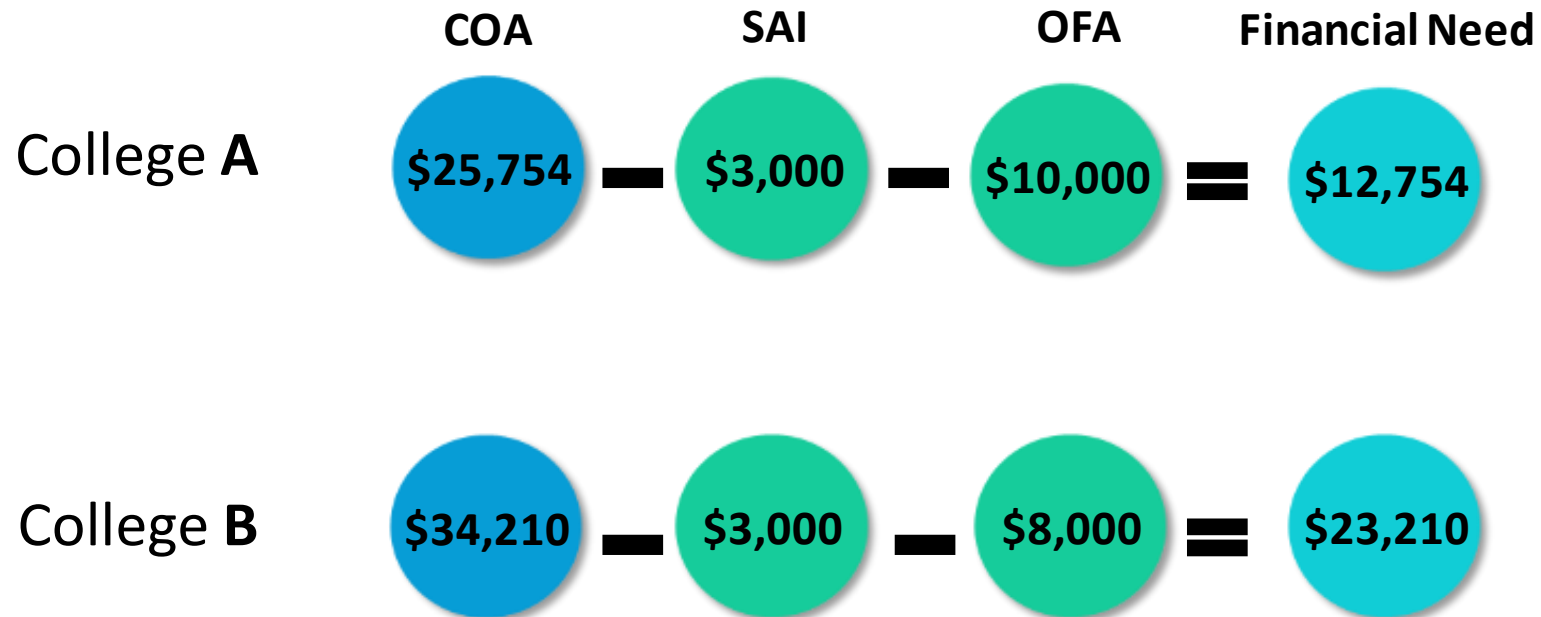 COA SAI OFA Financial Need
College A $25,754 - $3,000 - $10,000 = $12,754
College B $34,210 - $3,000 - $8,000 = $23,210